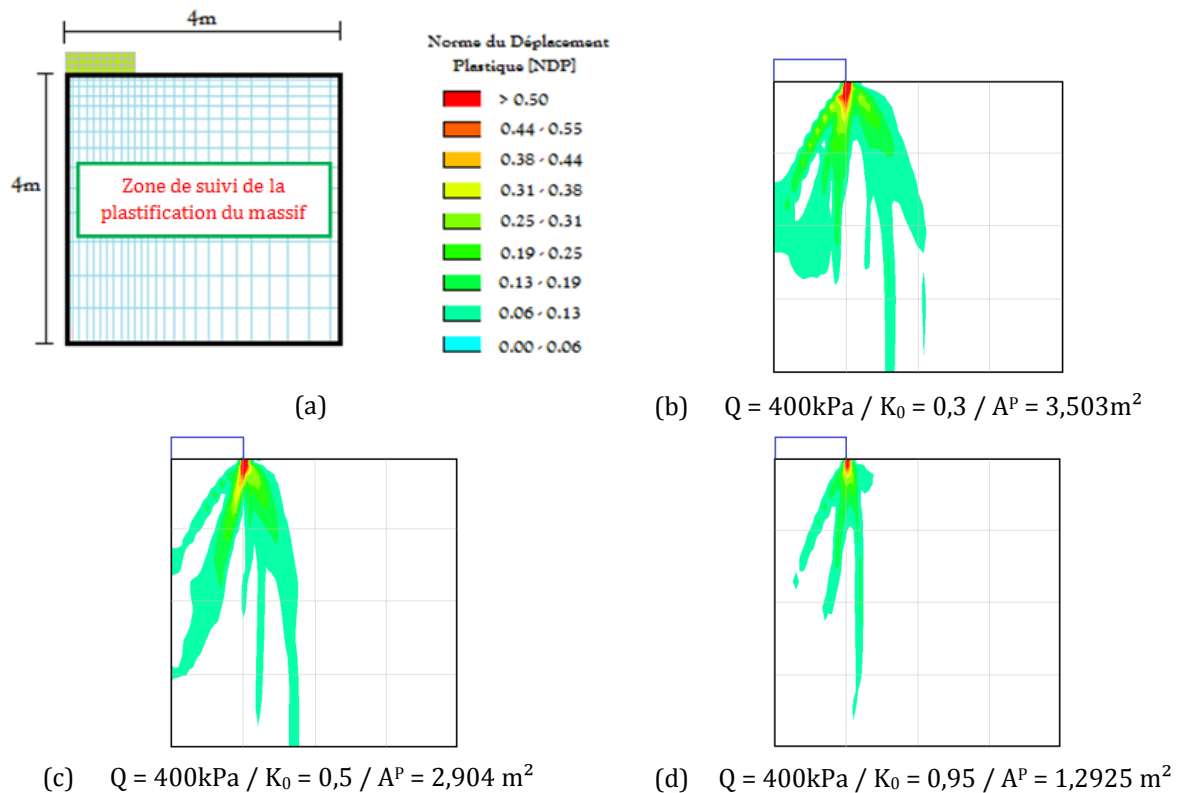 4m
4m
Zone de suivi de la
plastification du massif
Norme du Déplacement
Plastique [NDP]
> 0.50
0.44 - 0.55
0.38 - 0.44
0.31 - 0.38
0.25 - 0.31
0.19 - 0.25
0.13 - 0.19
0.06 - 0.13
0.00 - 0.06
(a)
(b) Q = 400kPa / K₀ = 0,3 / Aᴾ = 3,503m²
(c) Q = 400kPa / K₀ = 0,5 / Aᴾ = 2,904 m²
(d) Q = 400kPa / K₀ = 0,95 / Aᴾ = 1,2925 m²